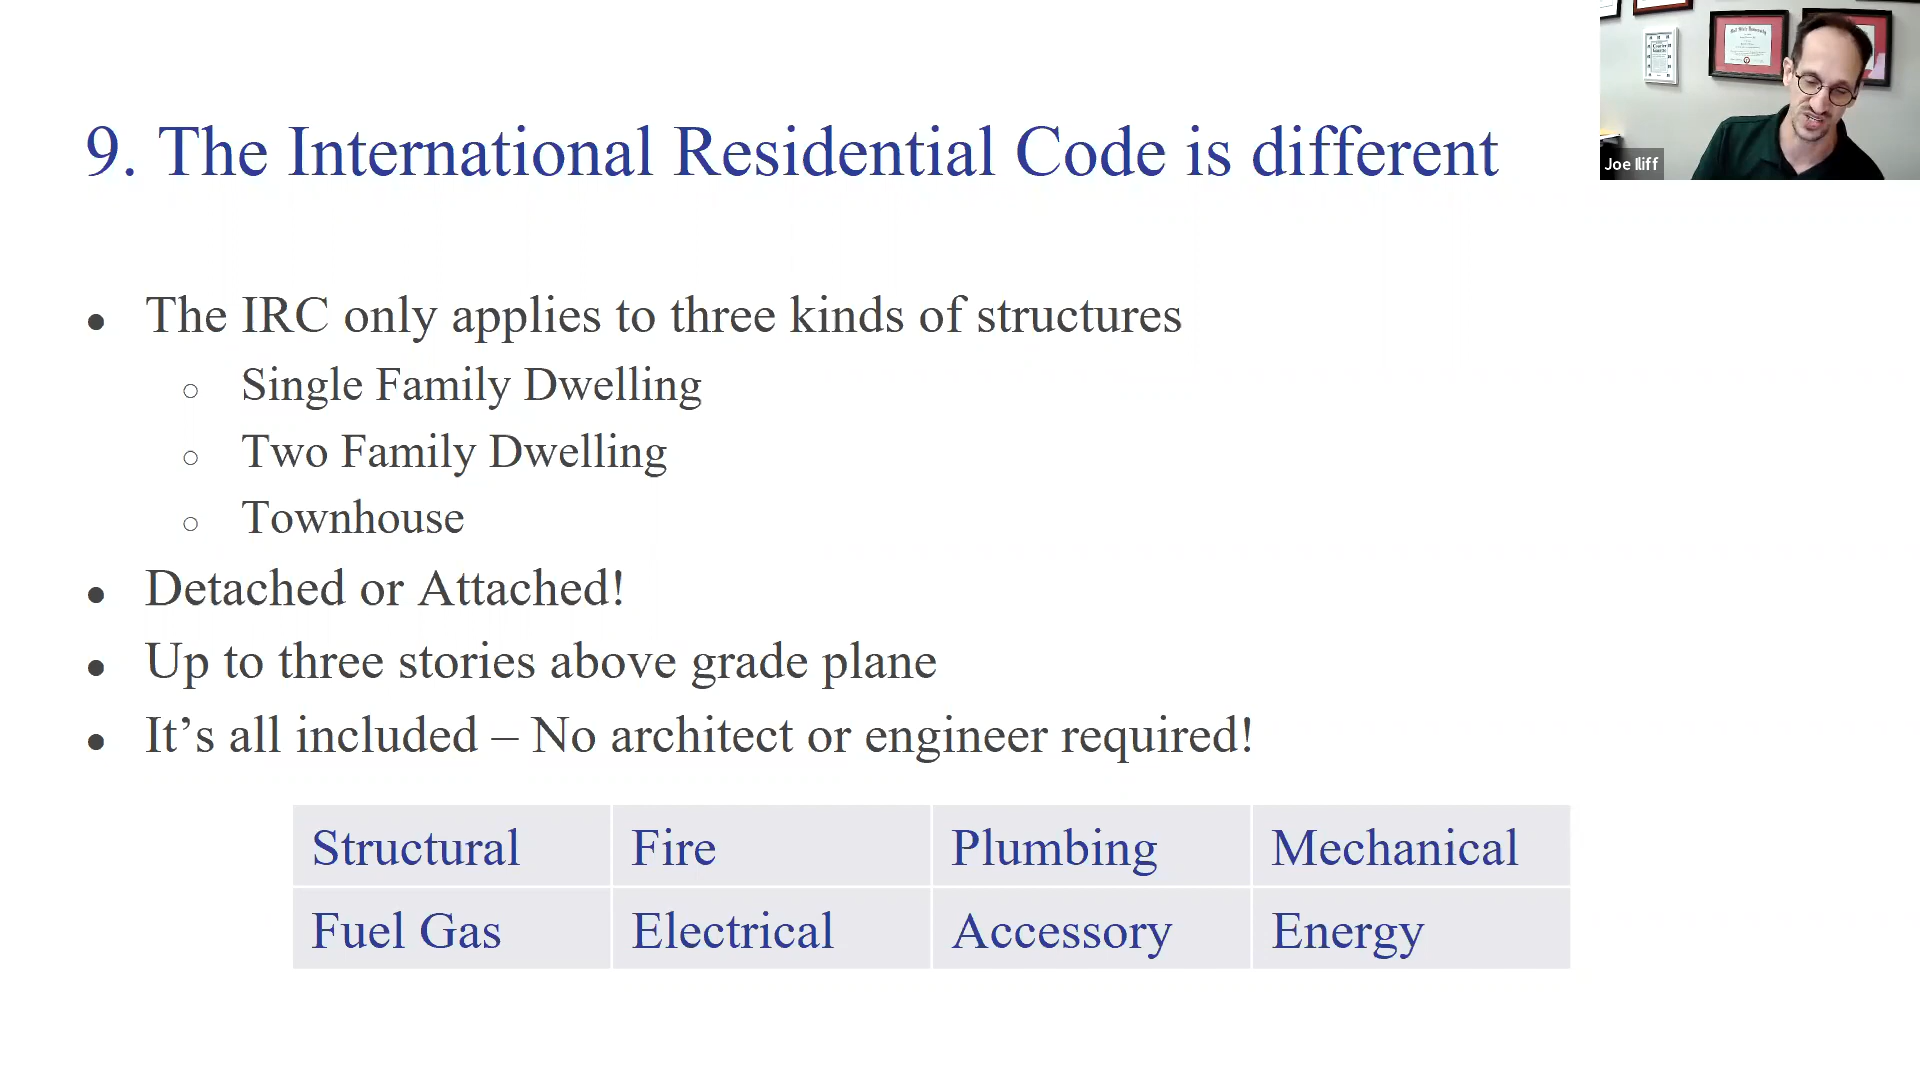 9. The International Residential Code is different
Joe Iliff
• The IRC only applies to three kinds of structures
○ Single Family Dwelling
○ Two Family Dwelling
○ Townhouse
• Detached or Attached!
• Up to three stories above grade plane
• It’s all included – No architect or engineer required!
Structural Fire Plumbing Mechanical
Fuel Gas Electrical Accessory Energy